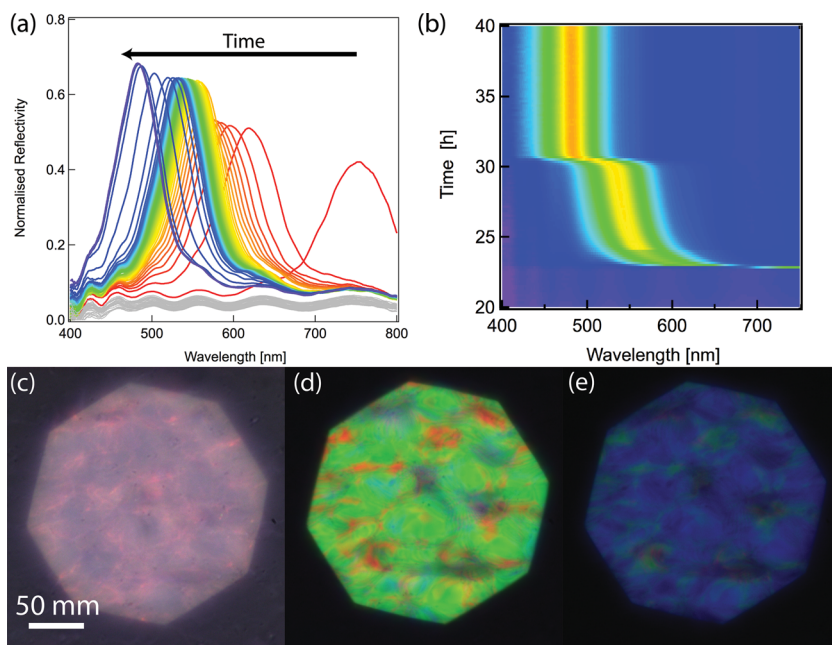 (a)
Time
Normalised Reflectivity
0.8
0.6
0.4
0.2
0.0
400
500
600
700
800
Wavelength [nm]
(b)
Time [h]
40
35
30
25
20
400
500
600
700
Wavelength [nm]
(c)
50 mm
(d)
(e)